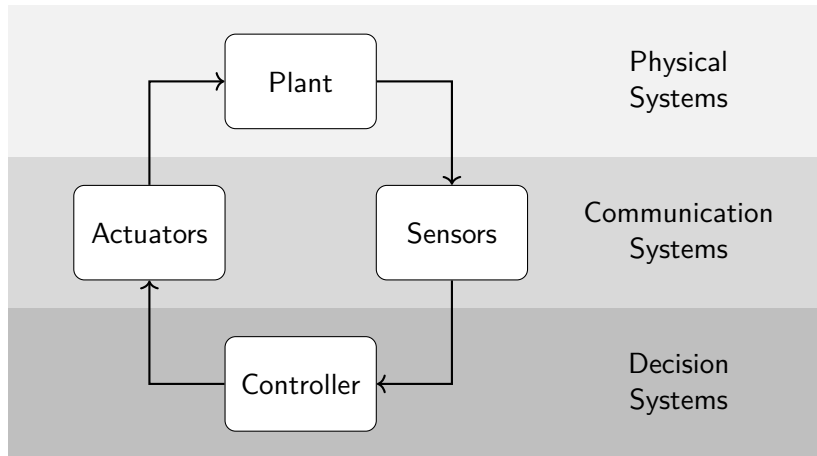 Plant
Physical
Systems
Actuators
Sensors
Communication
Systems
Controller
Decision
Systems